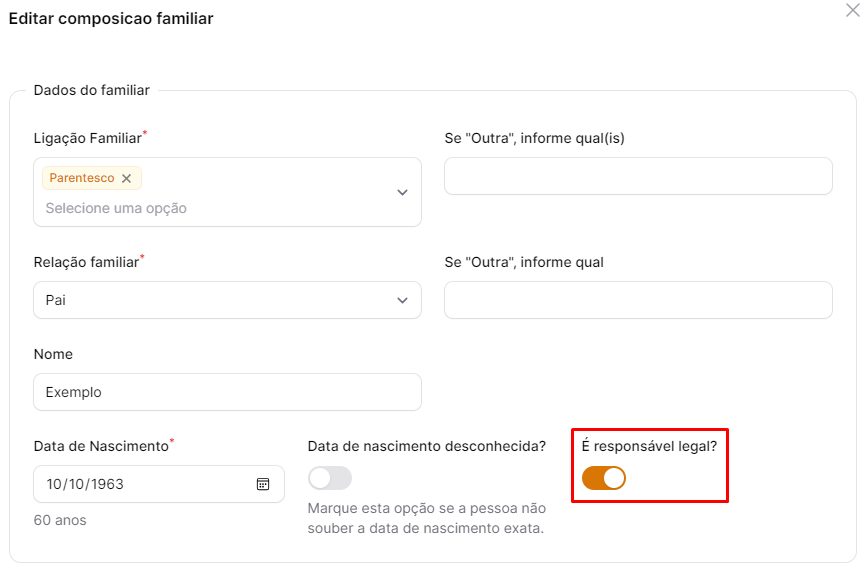 Editar composicao familiar
Dados do familiar
Ligação Familiar*
Se "Outra", informe qual(is)
Parentesco
Selecione uma opção
Relação familiar*
Se "Outra", informe qual
Pai
Nome
Exemplo
Data de Nascimento*
Data de nascimento desconhecida?
É responsável legal?
10/10/1963
60 anos
Marque esta opção se a pessoa não
souber a data de nascimento exata.